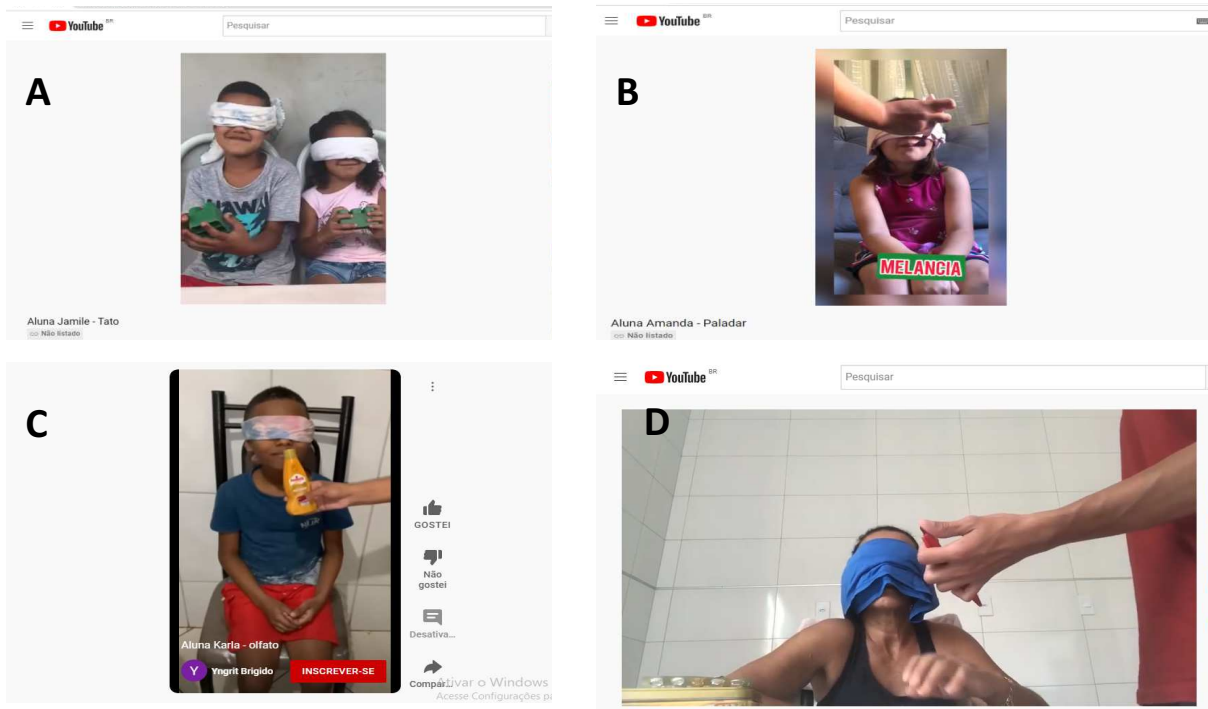 YouTube BR
Pesquisar
A
Aluna Jamile - Tato
Não listado
YouTube BR
Pesquisar
B
MELANCIA
Aluna Amanda - Paladar
Não listado
C
GOSTEI
Não
gostei
Desativa...
Aluna Karla - olfato
Y
Yngrit Brigido
INSCREVER-SE
Compar...
Ativar o Windows
Acesse Configurações pa
YouTube BR
Pesquisar
D